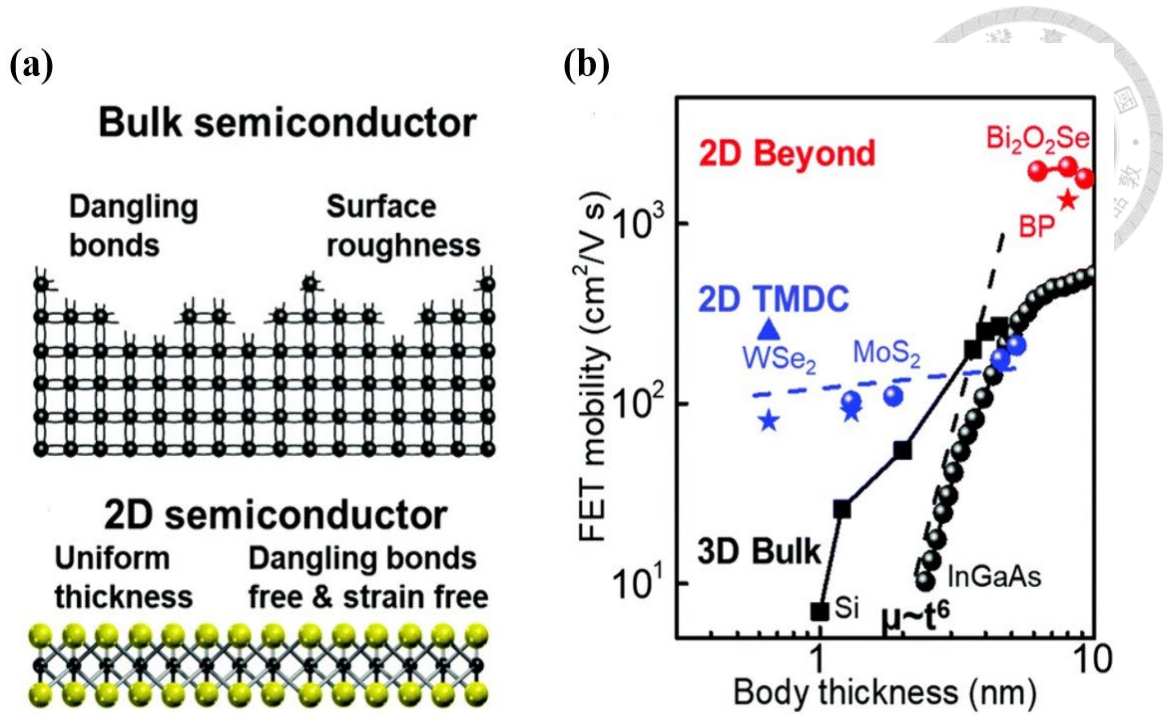 (a)
Bulk semiconductor
Dangling
bonds
Surface
roughness
2D semiconductor
Uniform
thickness
Dangling bonds
free & strain free
(b)
2D Beyond
Bi₂O₂Se
BP
2D TMDC
WSe₂
MoS₂
3D Bulk
Si
μ~t⁶
InGaAs
10³
10²
10¹
FET mobility (cm²/V s)
1
10
Body thickness (nm)
國